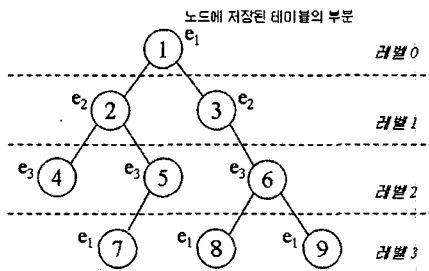 노드에 저장된 테이블의 부분
1 e1 레벨 0
e2 2 3 e2 레벨 1
e3 4 e3 5 e3 6 레벨 2
e1 7 e1 8 e1 9 레벨 3